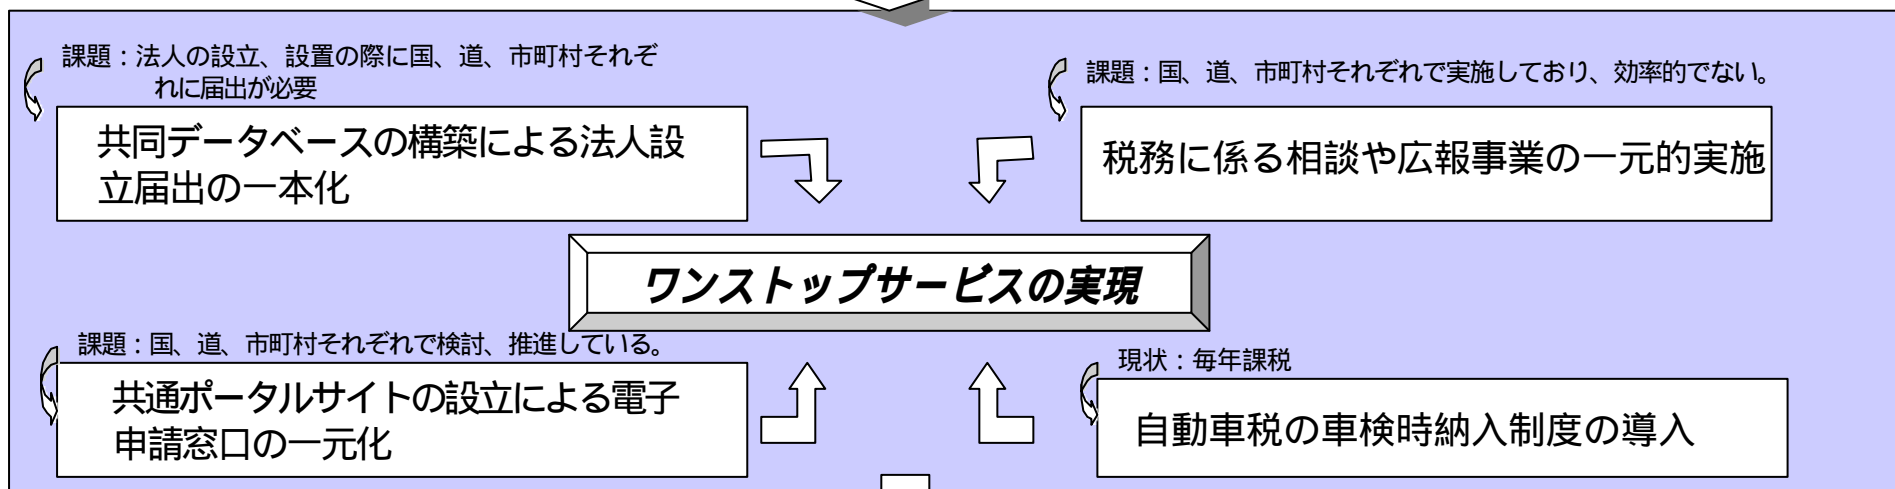 課題：法人の設立、設置の際に国、道、市町村それぞ
れに届出が必要
共同データベースの構築による法人設
立届出の一本化
課題：国、道、市町村それぞれで実施しており、効率的でない。
税務に係る相談や広報事業の一元的実施
ワンストップサービスの実現
課題：国、道、市町村それぞれで検討、推進している。
共通ポータルサイトの設立による電子
申請窓口の一元化
現状：毎年課税
自動車税の車検時納入制度の導入